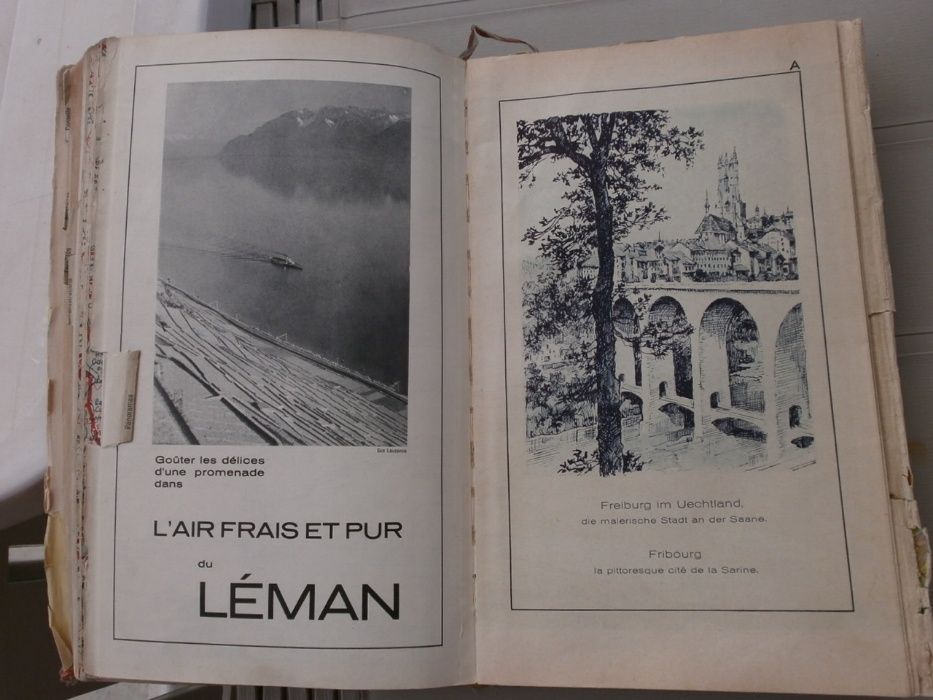 Panoramas
Goûter les délices
d'une promenade
dans
L'AIR FRAIS ET PUR
du
LÉMAN
A
Freiburg im Uechtland,
die malerische Stadt an der Saane.
Fribourg
la pittoresque cité de la Sarine.